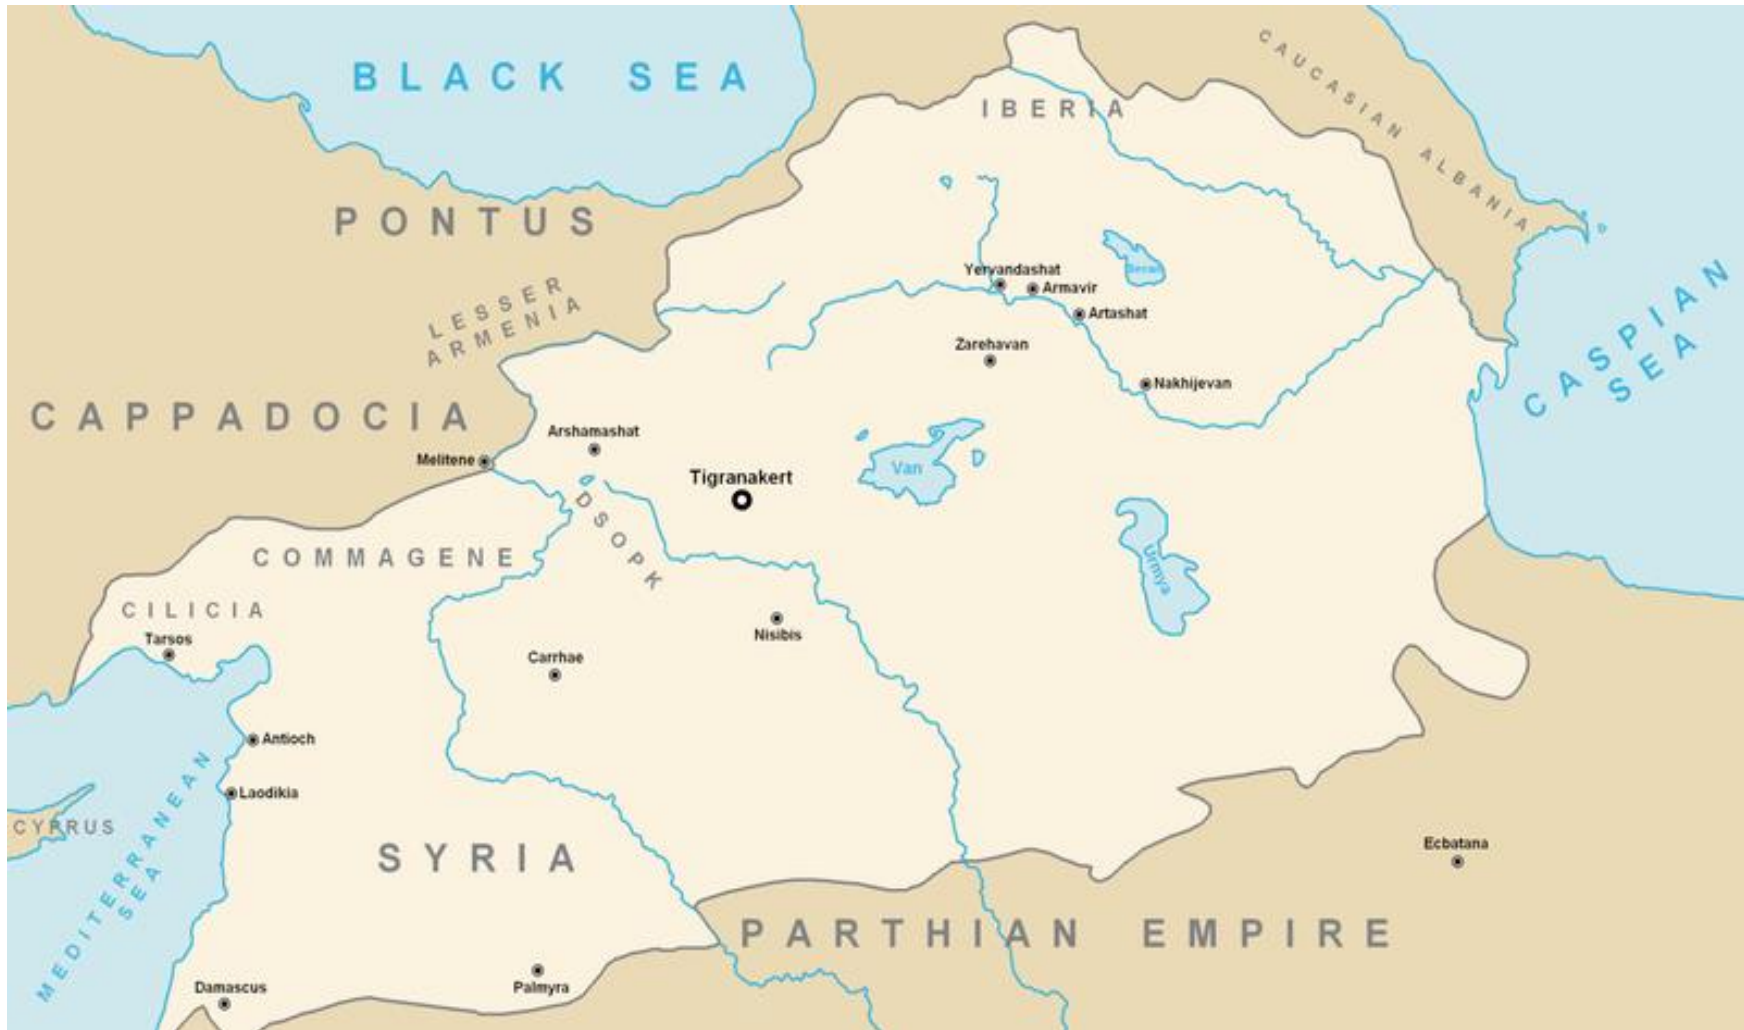 BLACK SEA
CAUCASIAN ALBANIA
IBERIA
PONTUS
LESSER
ARMENIA
Yervandashat
Armavir
Sevan
Artashat
CASPIAN
SEA
Zarehavan
Nakhijevan
CAPPADOCIA
Arshamashat
Melitene
Van
Tigranakert
DSOPK
COMMAGENE
Urmya
CILICIA
Tarsos
Nisibis
Carrhae
Antioch
Laodikia
CYPRUS
MEDITERRANEAN
SEA
SYRIA
Ecbatana
PARTHIAN EMPIRE
Damascus
Palmyra